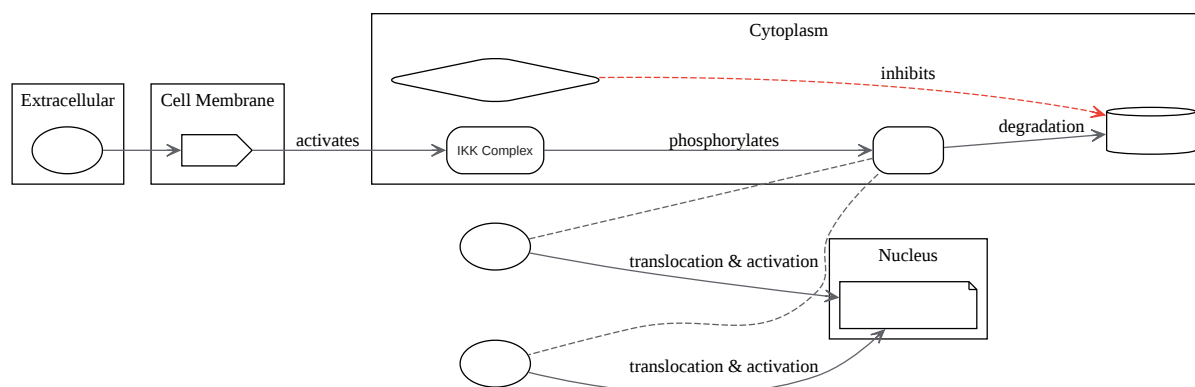 Cytoplasm
inhibits
Extracellular
Cell Membrane
activates
IKK Complex
phosphorylates
degradation
translocation & activation
Nucleus
translocation & activation